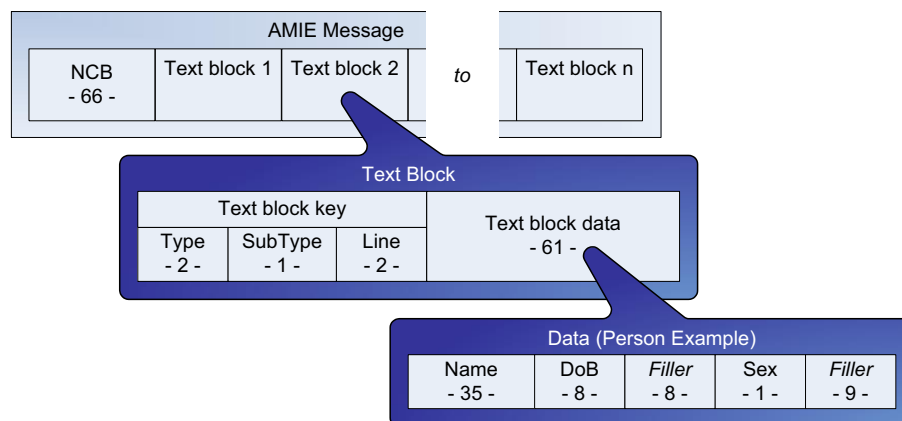 AMIE Message
NCB
- 66 -
Text block 1
Text block 2
to
Text block n
Text Block
Text block key
Type
- 2 -
SubType
- 1 -
Line
- 2 -
Text block data
- 61 -
Data (Person Example)
Name
- 35 -
DoB
- 8 -
Filler
- 8 -
Sex
- 1 -
Filler
- 9 -